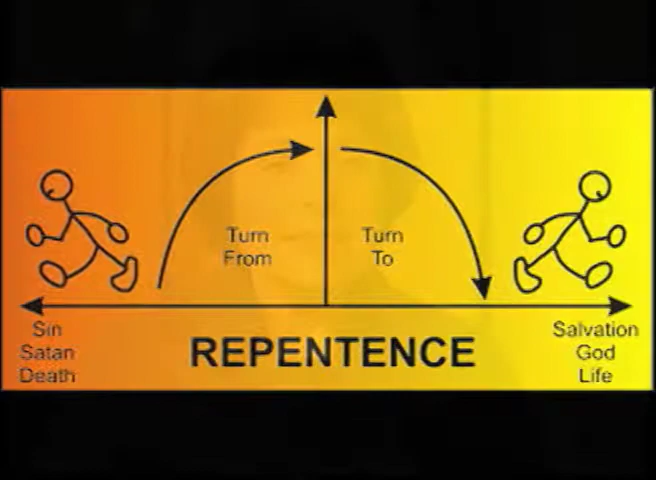 Turn
From
Turn
To
Sin
Satan
Death
REPENTENCE
Salvation
God
Life